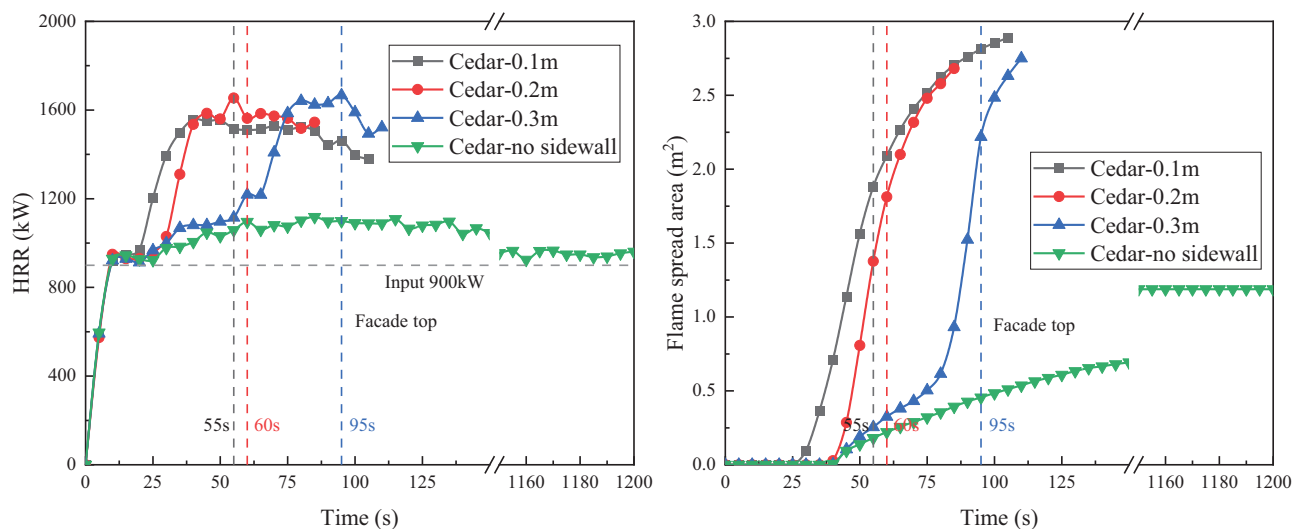 2000
1600
1200
800
400
0
HRR (kW)
Cedar-0.1m
Cedar-0.2m
Cedar-0.3m
Cedar-no sidewall
Input 900kW
Facade top
55s
60s
95s
0
25
50
75
100
125
1160
1180
1200
Time (s)
3.0
2.5
2.0
1.5
1.0
0.5
0.0
Flame spread area (m²)
Cedar-0.1m
Cedar-0.2m
Cedar-0.3m
Cedar-no sidewall
Facade top
55s
60s
95s
0
25
50
75
100
125
1160
1180
1200
Time (s)